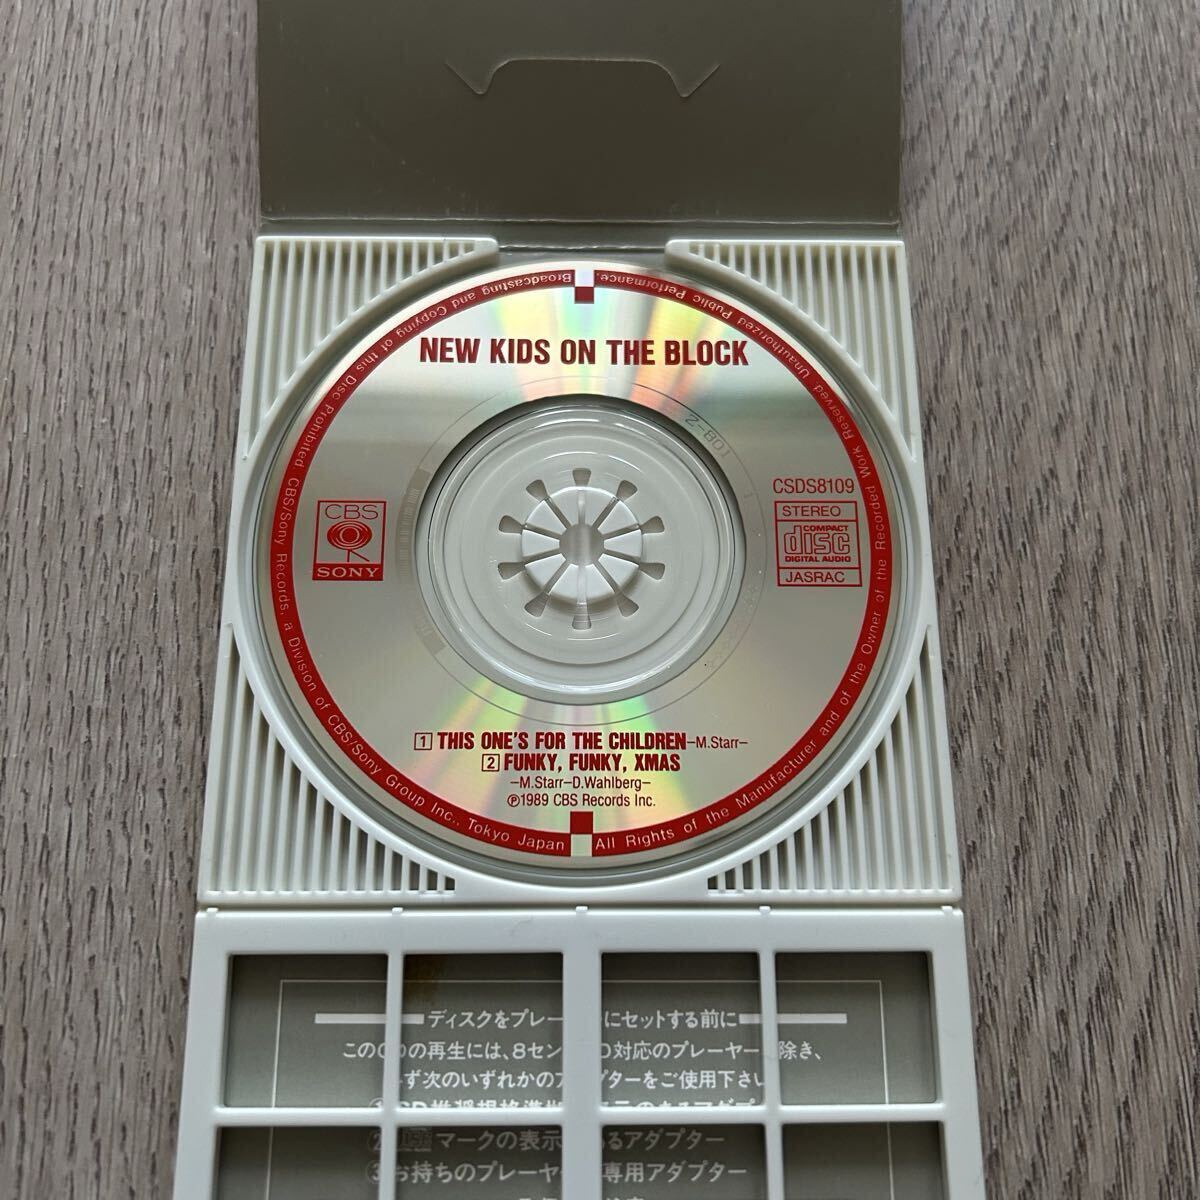 NEW KIDS ON THE BLOCK
CBS
SONY
CSDS8109
STEREO
COMPACT
disc
DIGITAL AUDIO
JASRAC
1 THIS ONE'S FOR THE CHILDREN–M.Starr–
2 FUNKY, FUNKY, XMAS
–M.Starr–D.Wahlberg–
℗1989 CBS Records Inc.
All Rights of the Manufacturer and of the Owner of the Recorded Work Reserved. Unauthorized Public Performance, Broadcasting and Copying of this Disc Prohibited CBS/Sony Records, a Division of CBS/Sony Group Inc., Tokyo Japan
ディスクをプレー にセットする前に
このCDの再生には、8セン D対応のプレーヤー 除き、
ず次のいずれかのア プターをご使用下さい
② マークの表示 あるアダプター
③お持ちのプレーヤー 専用アダプター